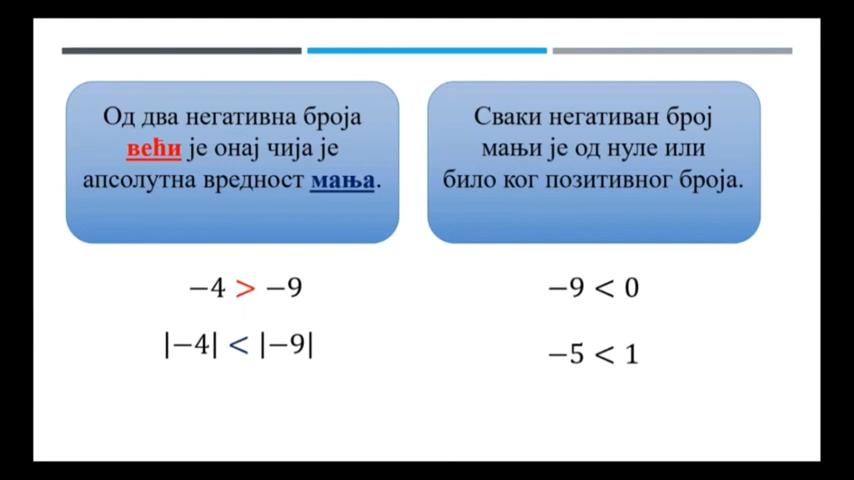 Од два негативна броја
већи је онај чија је
апсолутна вредност мања.
−4 > −9
|−4| < |−9|
Сваки негативан број
мањи је од нуле или
било ког позитивног броја.
−9 < 0
−5 < 1